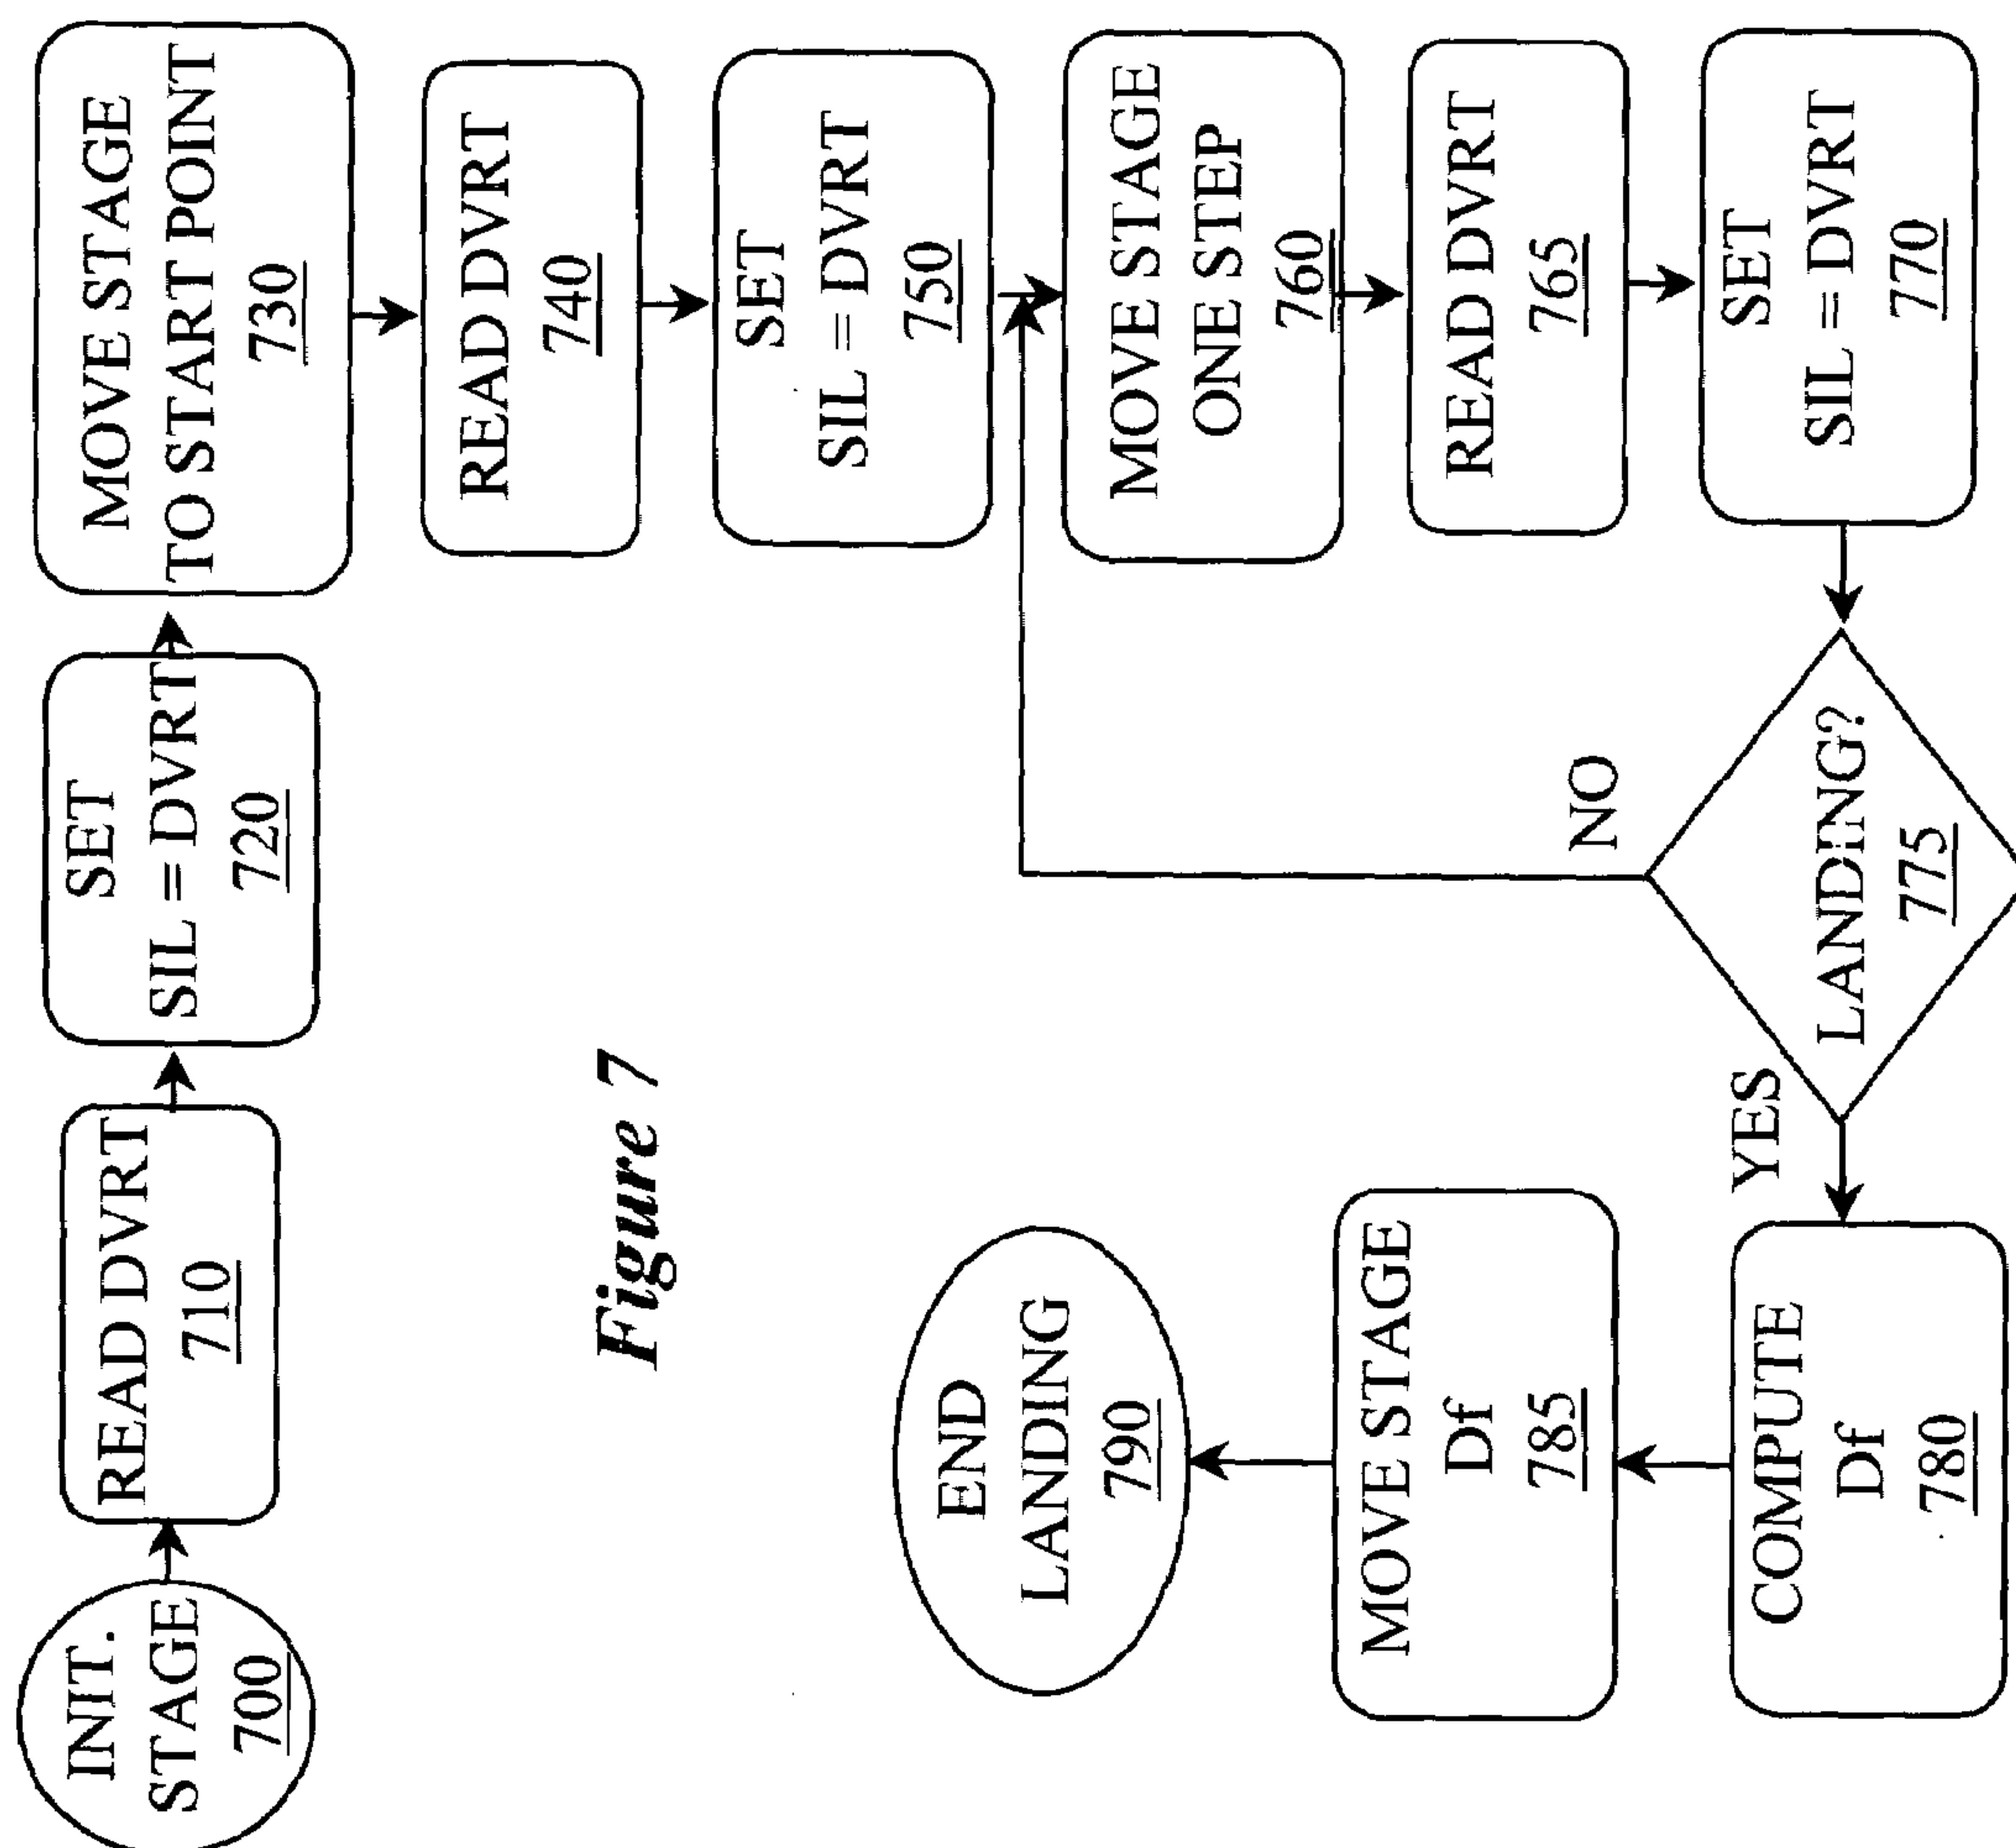 INIT.
STAGE
700
READ DVRT
710
SET
SIL = DVRT
720
MOVE STAGE
TO START POINT
730
READ DVRT
740
SET
SIL = DVRT
750
MOVE STAGE
ONE STEP
760
READ DVRT
765
SET
SIL = DVRT
770
LANDING?
775
NO
YES
COMPUTE
Df
780
MOVE STAGE
Df
785
END
LANDING
790
Figure 7